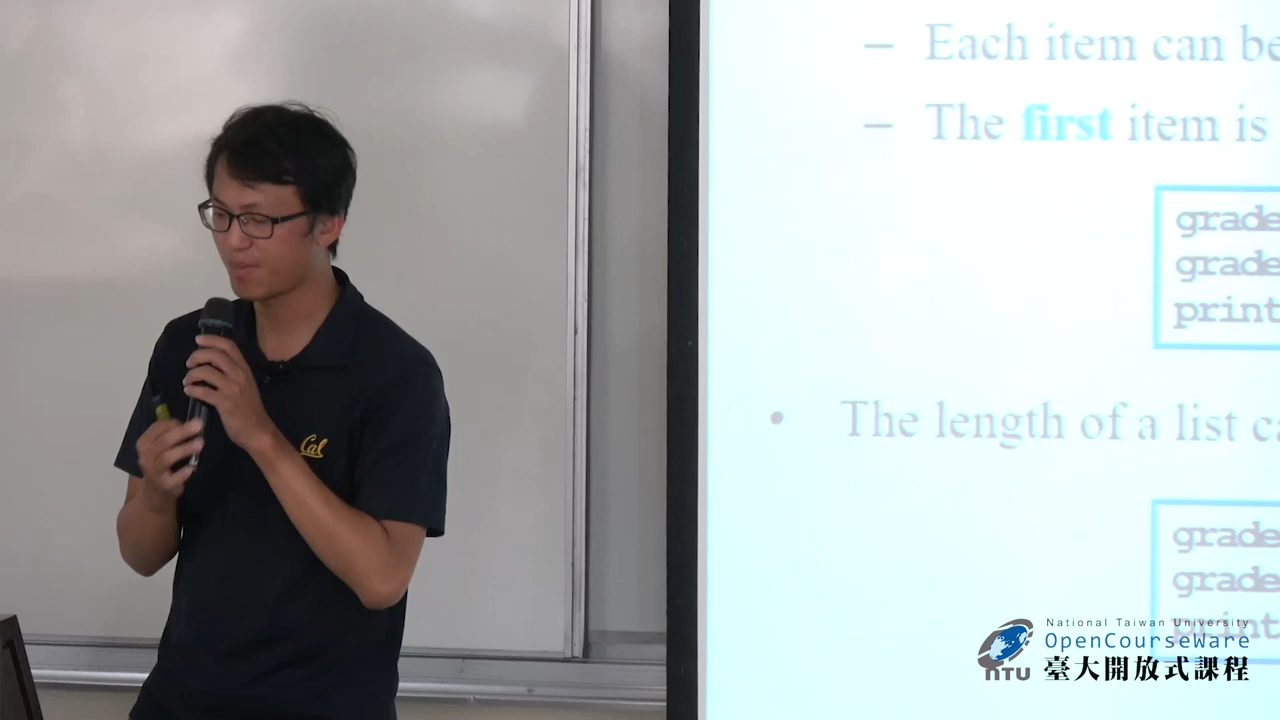 – Each item can be
– The first item is
grade
grade
print
• The length of a list ca
grade
grade
print
Cal
National Taiwan University
OpenCourseWare
臺大開放式課程
NTU